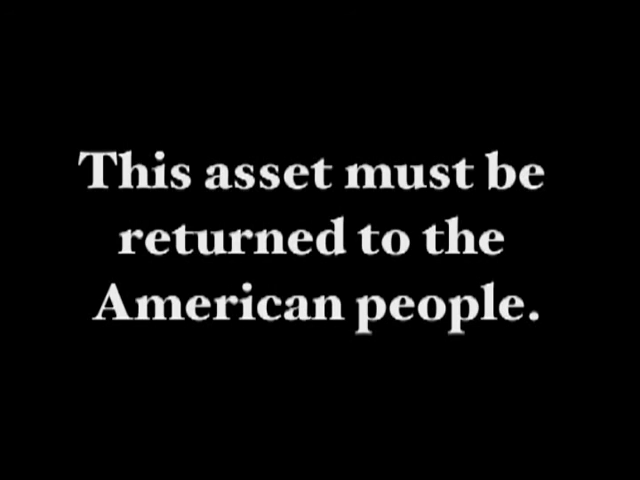 This asset must be
returned to the
American people.